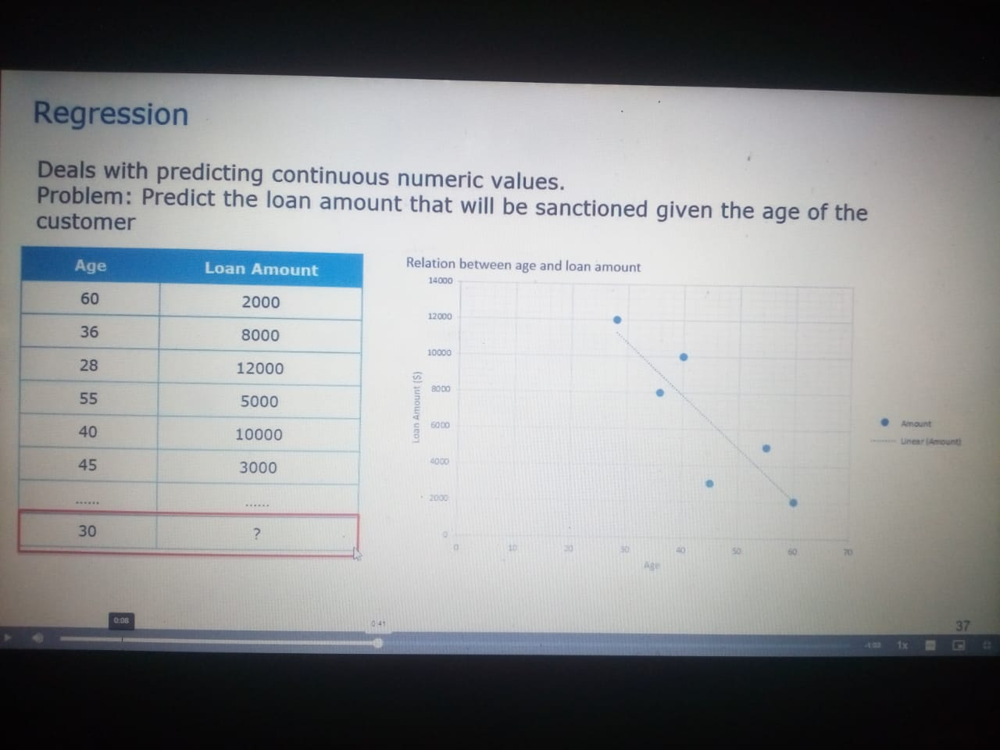 Regression
Deals with predicting continuous numeric values.
Problem: Predict the loan amount that will be sanctioned given the age of the
customer
Age Loan Amount
60 2000
36 8000
28 12000
55 5000
40 10000
45 3000
...... ......
30 ?
Relation between age and loan amount
14000
12000
10000
8000
6000
4000
2000
0
Loan Amount ($)
0 10 20 30 40 50 60 70
Age
Amount
Linear (Amount)
37
0:08
0:41
-1:03 1x